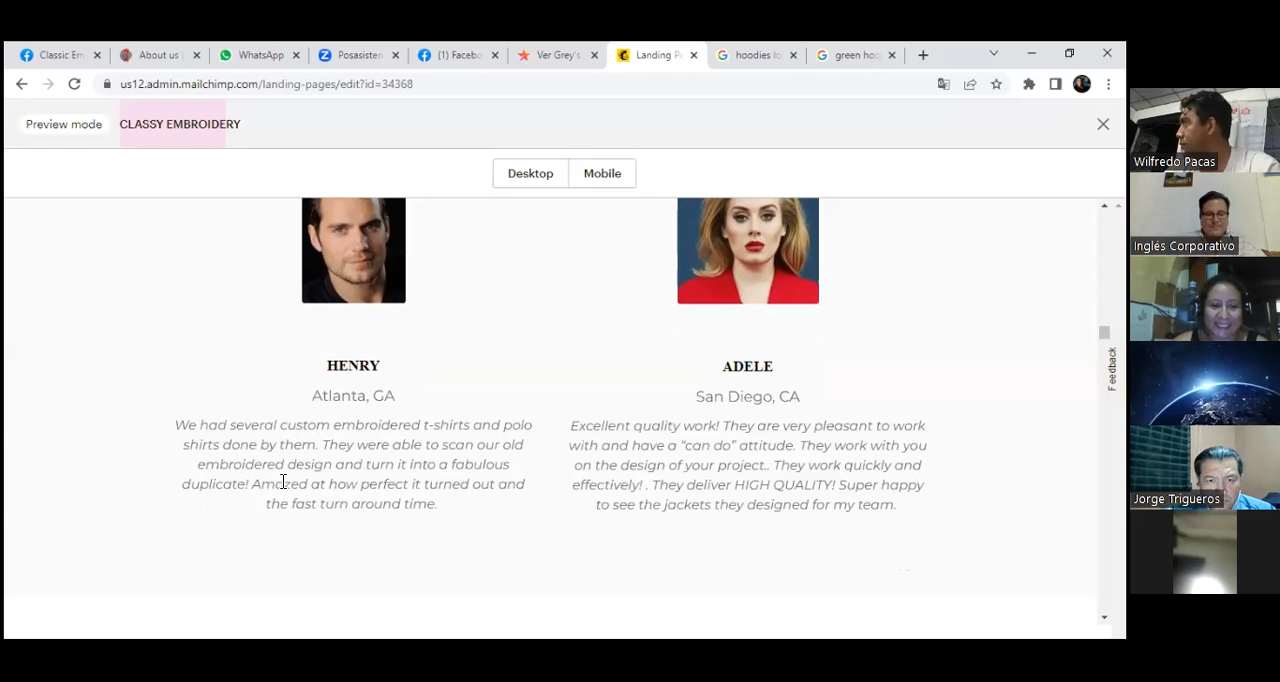 Classic Em
About us
WhatsApp
Posasisten
(1) Facebo
Ver Grey's
Landing P
hoodies lo
green hoo
us12.admin.mailchimp.com/landing-pages/edit?id=34368
Preview mode
CLASSY EMBROIDERY
Desktop
Mobile
HENRY
Atlanta, GA
We had several custom embroidered t-shirts and polo
shirts done by them. They were able to scan our old
embroidered design and turn it into a fabulous
duplicate! Amazed at how perfect it turned out and
the fast turn around time.
ADELE
San Diego, CA
Excellent quality work! They are very pleasant to work
with and have a “can do” attitude. They work with you
on the design of your project.. They work quickly and
effectively! . They deliver HIGH QUALITY! Super happy
to see the jackets they designed for my team.
Feedback
Wilfredo Pacas
Inglés Corporativo
Jorge Trigueros